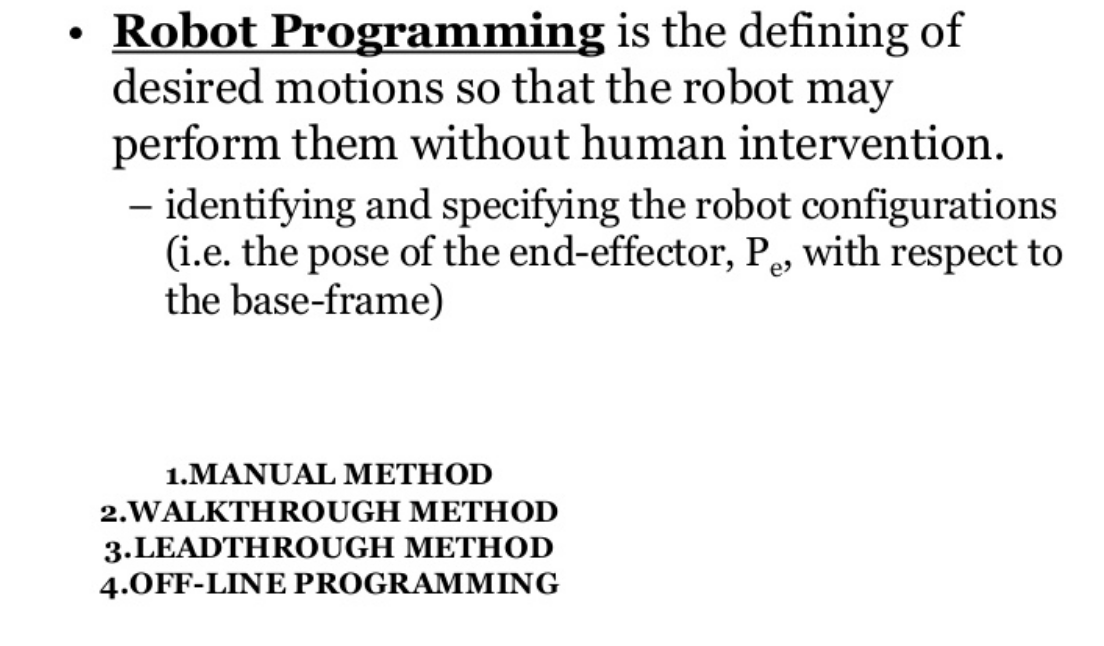 • Robot Programming is the defining of
desired motions so that the robot may
perform them without human intervention.
– identifying and specifying the robot configurations
(i.e. the pose of the end-effector, Pe, with respect to
the base-frame)
1.MANUAL METHOD
2.WALKTHROUGH METHOD
3.LEADTHROUGH METHOD
4.OFF-LINE PROGRAMMING